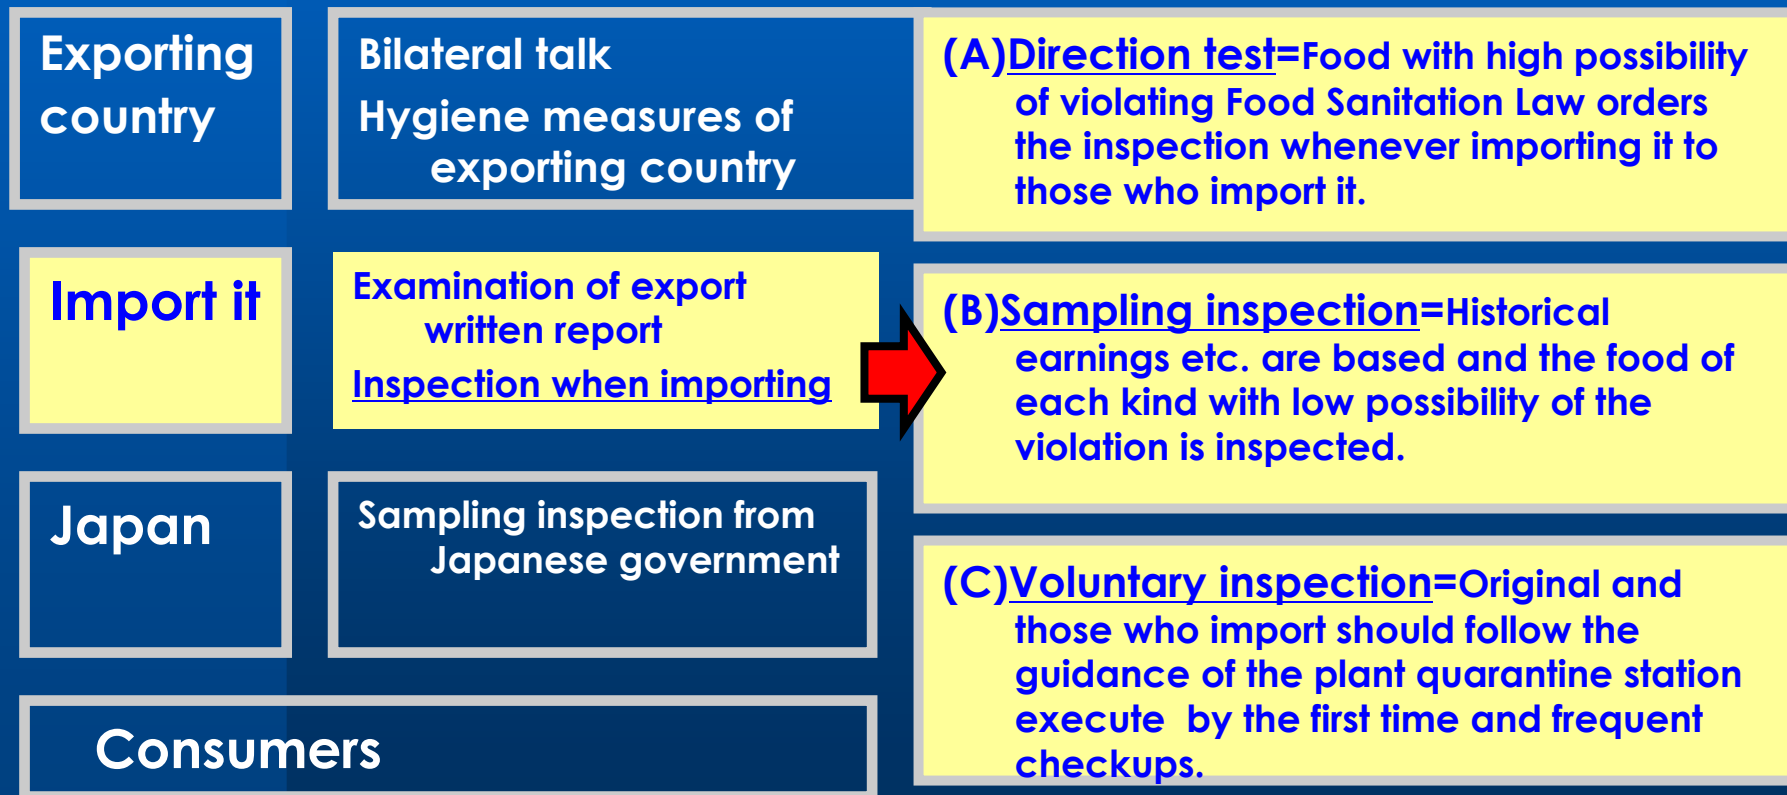 Exporting
country
Bilateral talk
Hygiene measures of
exporting country
(A)Direction test=Food with high possibility
of violating Food Sanitation Law orders
the inspection whenever importing it to
those who import it.
Import it
Examination of export
written report
Inspection when importing
(B)Sampling inspection=Historical
earnings etc. are based and the food of
each kind with low possibility of the
violation is inspected.
Japan
Sampling inspection from
Japanese government
(C)Voluntary inspection=Original and
those who import should follow the
guidance of the plant quarantine station
execute  by the first time and frequent
checkups.
Consumers